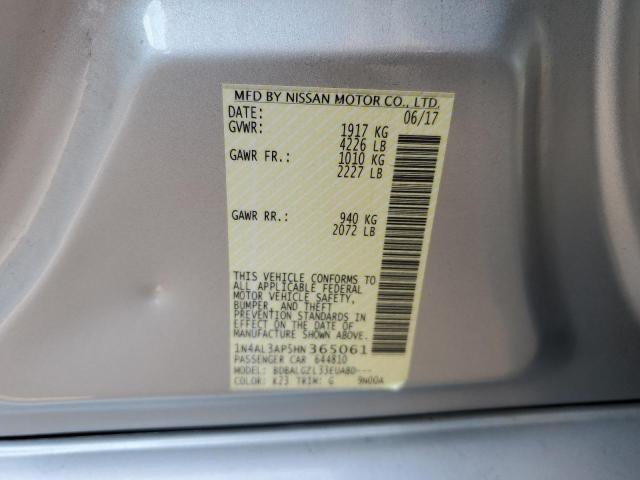 MFD BY NISSAN MOTOR CO., LTD.
DATE: 06/17
GVWR: 1917 KG
4226 LB
GAWR FR.: 1010 KG
2227 LB
GAWR RR.: 940 KG
2072 LB
THIS VEHICLE CONFORMS TO
ALL APPLICABLE FEDERAL
MOTOR VEHICLE SAFETY,
BUMPER, AND THEFT
PREVENTION STANDARDS IN
EFFECT ON THE DATE OF
MANUFACTURE SHOWN ABOVE.
1N4AL3AP5HN365061
PASSENGER CAR 644810
MODEL: BDBALGZL33EUA80---
COLOR: K23 TRIM: G 9N00A